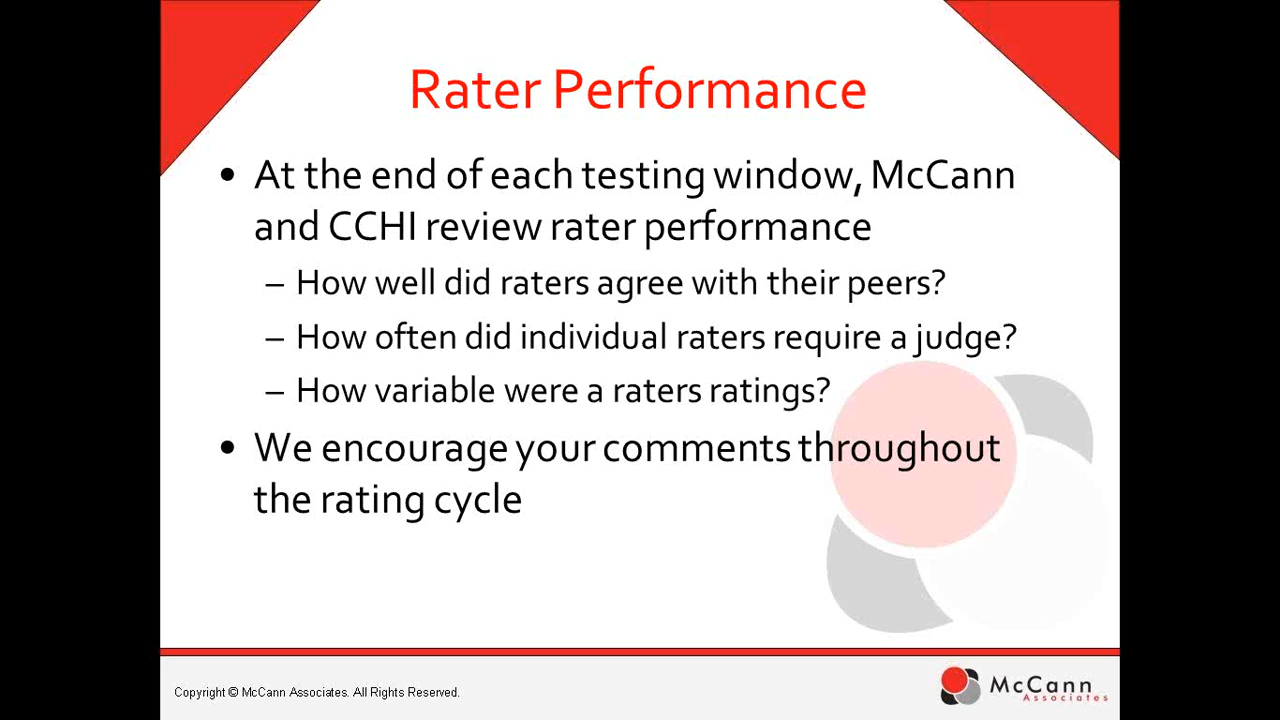 Rater Performance
• At the end of each testing window, McCann
and CCHI review rater performance
– How well did raters agree with their peers?
– How often did individual raters require a judge?
– How variable were a raters ratings?
• We encourage your comments throughout
the rating cycle
Copyright © McCann Associates. All Rights Reserved.
McCann
Associates